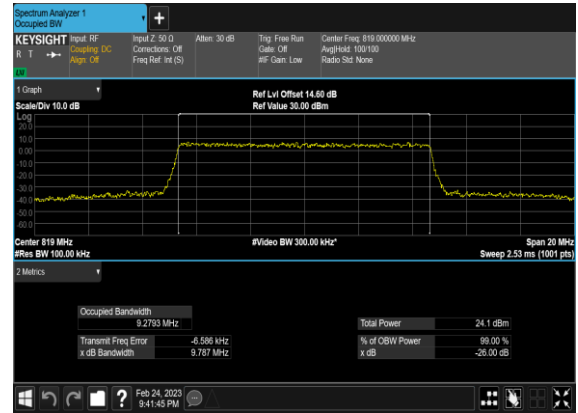 Spectrum Analyzer 1
Occupied BW
+
KEYSIGHT Input: RF Input Z: 50 Ω Atten: 30 dB Trig: Free Run Center Freq: 819.000000 MHz
R T Coupling: DC Corrections: Off Gate: Off Avg|Hold: 100/100
Align: Off Freq Ref: Int (S) #IF Gain: Low Radio Std: None
LXI
1 Graph
Scale/Div 10.0 dB
Ref Lvl Offset 14.60 dB
Ref Value 30.00 dBm
Log
20.0
10.0
0.00
-10.0
-20.0
-30.0
-40.0
-50.0
-60.0
Center 819 MHz #Video BW 300.00 kHz* Span 20 MHz
#Res BW 100.00 kHz Sweep 2.53 ms (1001 pts)
2 Metrics
Occupied Bandwidth
9.2793 MHz Total Power 24.1 dBm
Transmit Freq Error -6.586 kHz % of OBW Power 99.00 %
x dB Bandwidth 9.787 MHz x dB -26.00 dB
?
Feb 24, 2023
9:41:45 PM